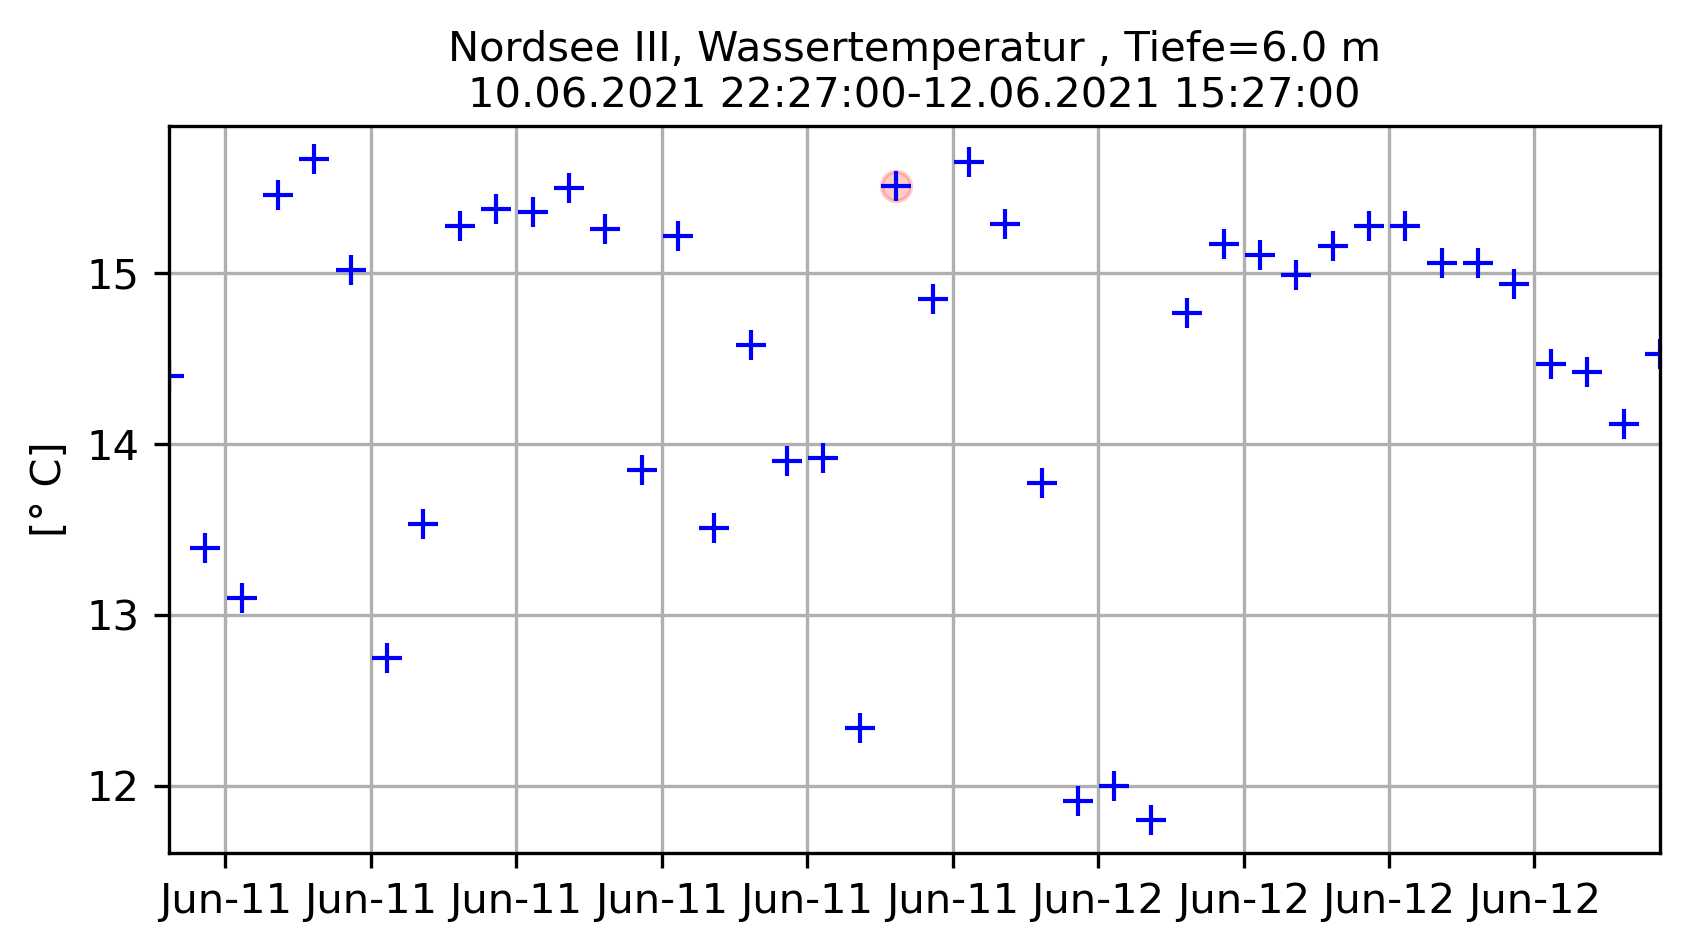 Nordsee III, Wassertemperatur , Tiefe=6.0 m
10.06.2021 22:27:00-12.06.2021 15:27:00
[° C]
15
14
13
12
Jun-11 Jun-11 Jun-11 Jun-11 Jun-11 Jun-11 Jun-12 Jun-12 Jun-12 Jun-12